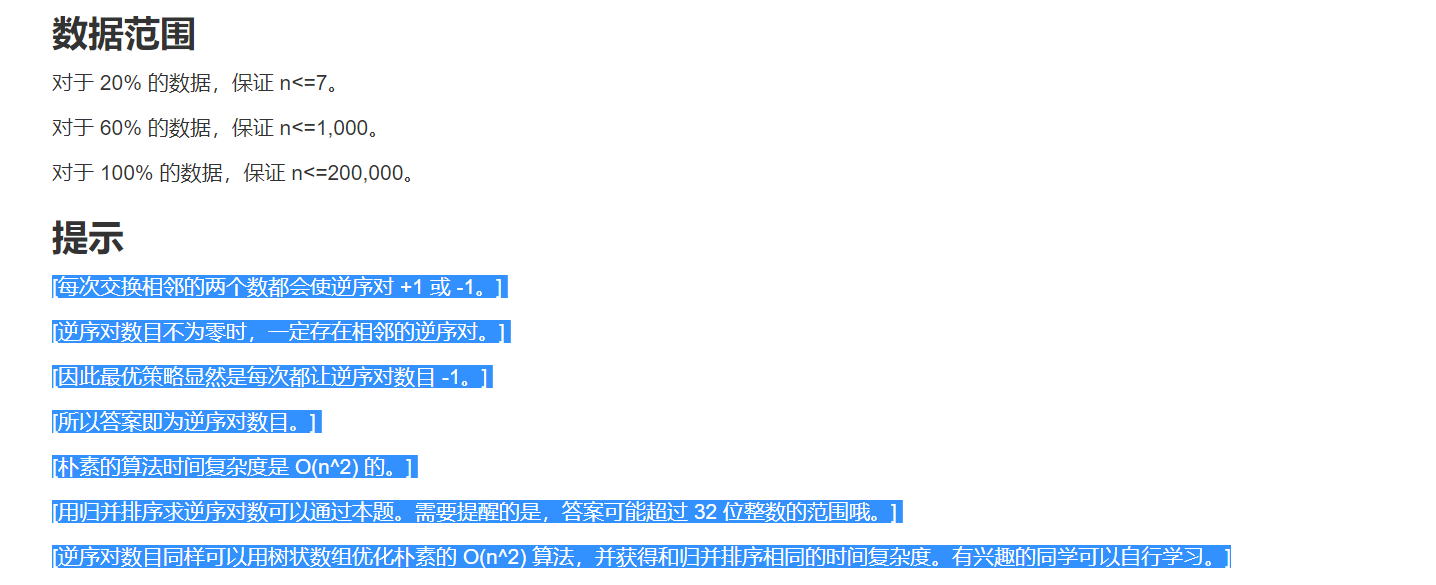 数据范围
对于 20% 的数据，保证 n<=7。
对于 60% 的数据，保证 n<=1,000。
对于 100% 的数据，保证 n<=200,000。
提示
[每次交换相邻的两个数都会使逆序对 +1 或 -1。]
[逆序对数目不为零时，一定存在相邻的逆序对。]
[因此最优策略显然是每次都让逆序对数目 -1。]
[所以答案即为逆序对数目。]
[朴素的算法时间复杂度是 O(n^2) 的。]
[用归并排序求逆序对数可以通过本题。需要提醒的是，答案可能超过 32 位整数的范围哦。]
[逆序对数目同样可以用树状数组优化朴素的 O(n^2) 算法，并获得和归并排序相同的时间复杂度。有兴趣的同学可以自行学习。]